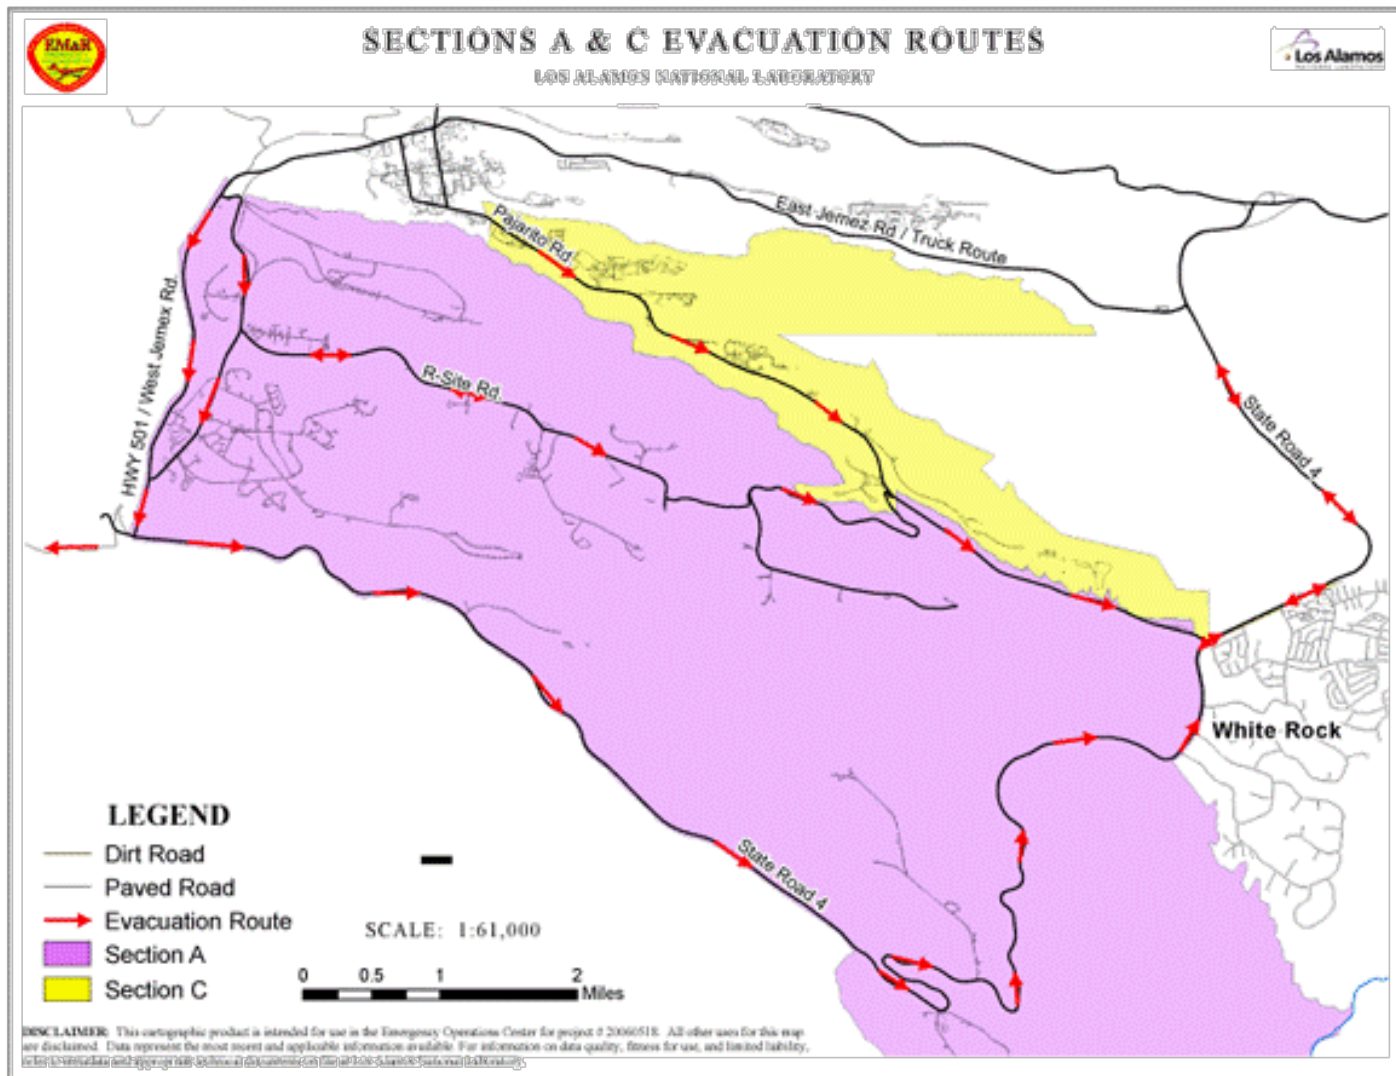 EM&R
SECTIONS A & C EVACUATION ROUTES
LOS ALAMOS NATIONAL LABORATORY
Los Alamos
NATIONAL LABORATORY
Pajarito Rd.
East Jemez Rd / Truck Route
HWY 501 / West Jemex Rd.
R-Site Rd.
State Road 4
White Rock
State Road 4
LEGEND
Dirt Road
Paved Road
Evacuation Route
Section A
Section C
SCALE: 1:61,000
0 0.5 1 2
Miles
DISCLAIMER: This cartographic product is intended for use in the Emergency Operations Center for project # 20060518. All other uses for this map
are disclaimed. Data represent the most recent and applicable information available. For information on data quality, fitness for use, and limited liability,